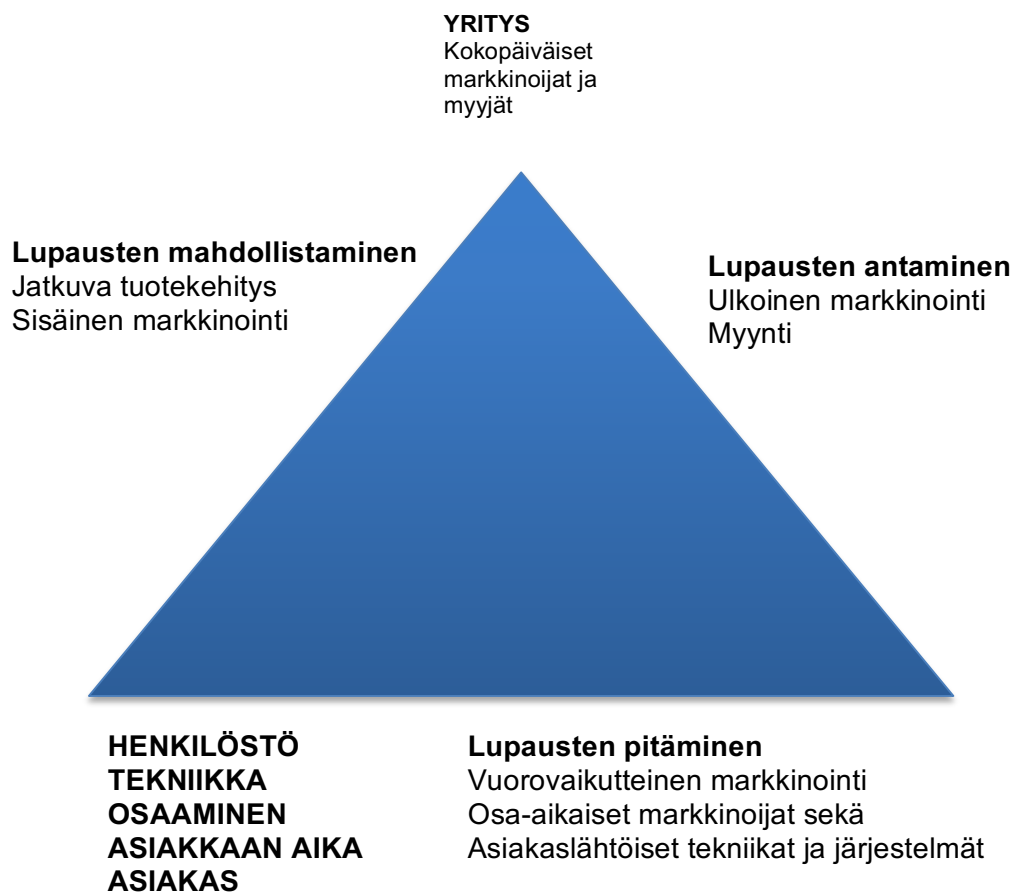 YRITYS
Kokopäiväiset
markkinoijat ja
myyjät
Lupausten mahdollistaminen
Jatkuva tuotekehitys
Sisäinen markkinointi
Lupausten antaminen
Ulkoinen markkinointi
Myynti
HENKILÖSTÖ
TEKNIIKKA
OSAAMINEN
ASIAKKAAN AIKA
ASIAKAS
Lupausten pitäminen
Vuorovaikutteinen markkinointi
Osa-aikaiset markkinoijat sekä
Asiakaslähtöiset tekniikat ja järjestelmät